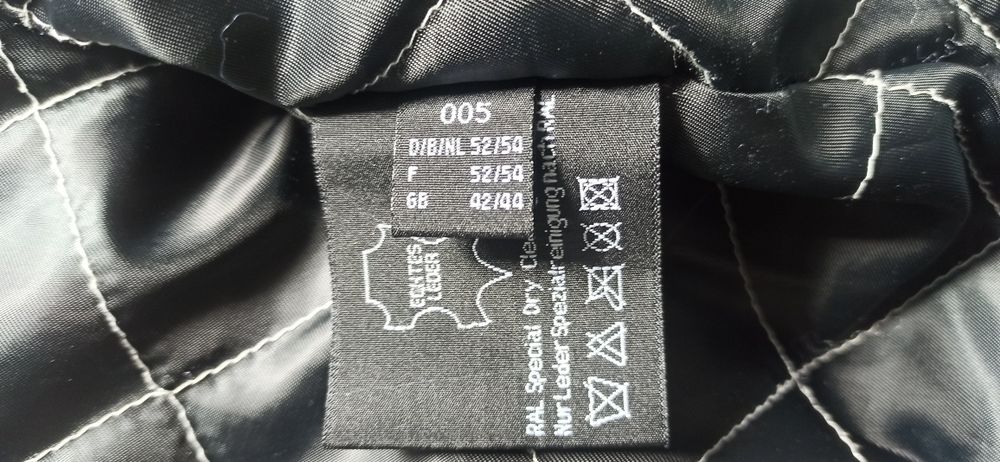 005
D/B/NL 52/54
F 52/54
GB 42/44
ECHTES
LEDER
RAL Special Dry
Nur Leder Spezialreinigung nach RAL